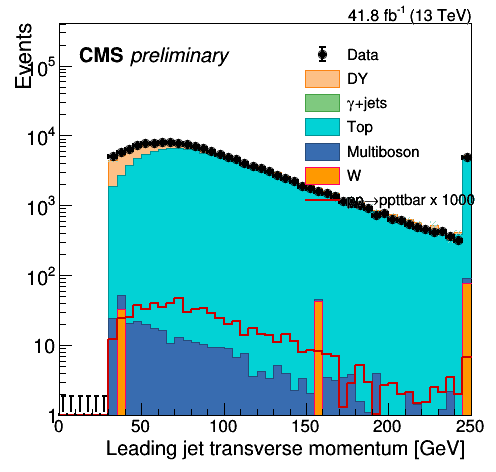 41.8 fb-1 (13 TeV)
Events
CMS preliminary
Data
DY
γ+jets
Top
Multiboson
W
pp→ppttbar x 1000
10^5
10^4
10^3
10^2
10
1
0 50 100 150 200 250
Leading jet transverse momentum [GeV]